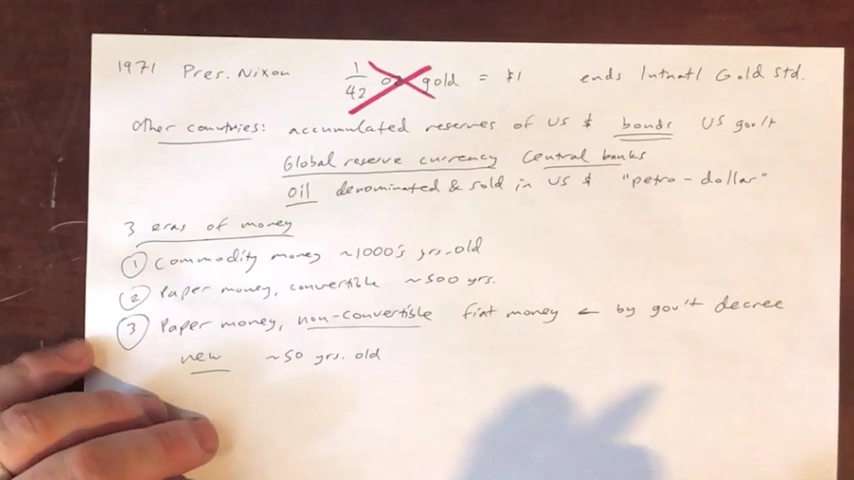 1971 Pres. Nixon 1/42 oz gold = $1 ends Intnat'l Gold Std.
Other countries: accumulated reserves of US $ bonds US gov't
Global reserve currency Central banks
Oil denominated & sold in US $ "petro-dollar"
3 eras of money
1 Commodity money ~1000's yrs. old
2 Paper money, convertible ~500 yrs.
3 Paper money, non-convertible fiat money ← by gov't decree
new ~50 yrs. old